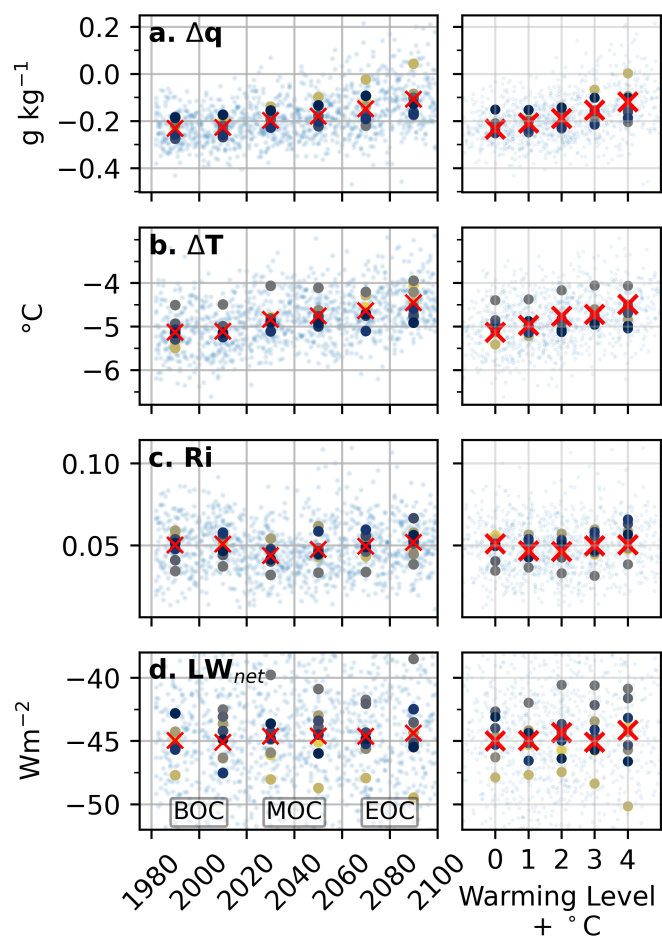 a. Δq
0.2
0.0
−0.2
−0.4
g kg⁻¹
b. ΔT
−4
−5
−6
°C
c. Ri
0.10
0.05
d. LWnet
−40
−45
−50
Wm⁻²
BOC MOC EOC
1980 2000 2020 2040 2060 2080 2100
0 1 2 3 4
Warming Level
+ °C